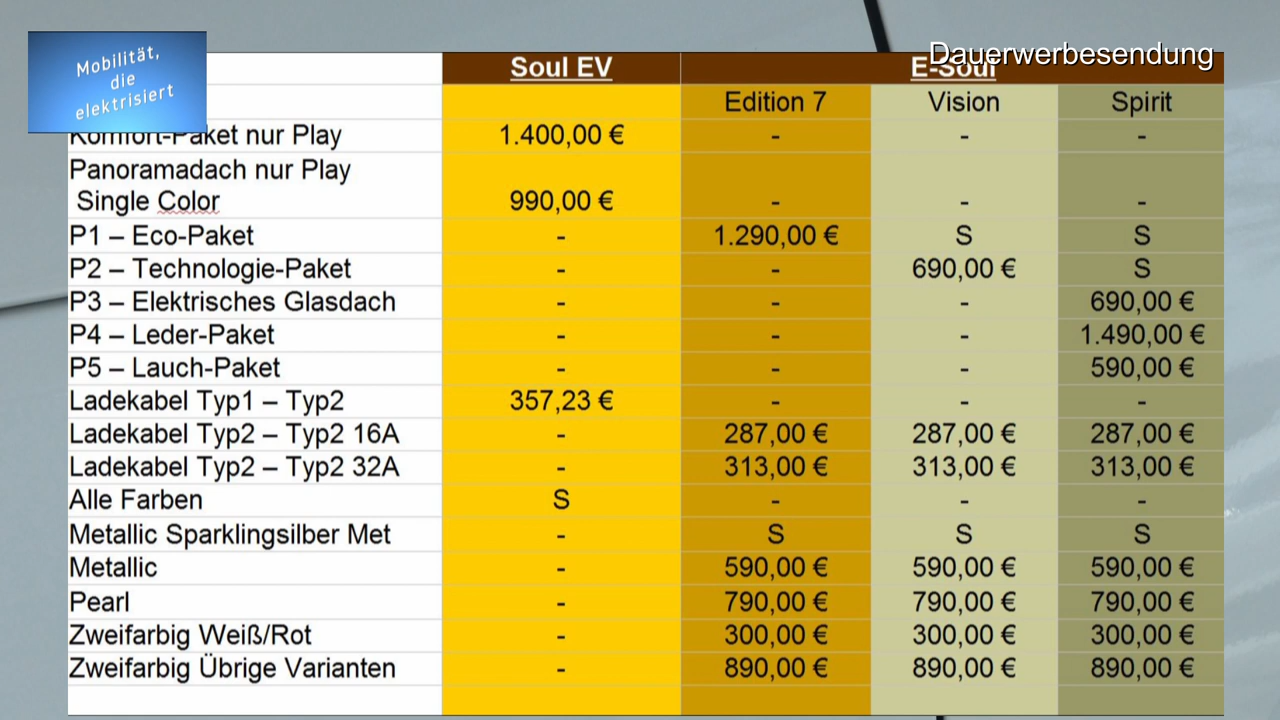 Mobilität,
die
elektrisiert
Dauerwerbesendung
Soul EV E-Soul
Edition 7 Vision Spirit
Komfort-Paket nur Play 1.400,00 € - - -
Panoramadach nur Play
Single Color 990,00 € - - -
P1 – Eco-Paket - 1.290,00 € S S
P2 – Technologie-Paket - - 690,00 € S
P3 – Elektrisches Glasdach - - - 690,00 €
P4 – Leder-Paket - - - 1.490,00 €
P5 – Lauch-Paket - - - 590,00 €
Ladekabel Typ1 – Typ2 357,23 € - - -
Ladekabel Typ2 – Typ2 16A - 287,00 € 287,00 € 287,00 €
Ladekabel Typ2 – Typ2 32A - 313,00 € 313,00 € 313,00 €
Alle Farben S - - -
Metallic Sparklingsilber Met - S S S
Metallic - 590,00 € 590,00 € 590,00 €
Pearl - 790,00 € 790,00 € 790,00 €
Zweifarbig Weiß/Rot - 300,00 € 300,00 € 300,00 €
Zweifarbig Übrige Varianten - 890,00 € 890,00 € 890,00 €